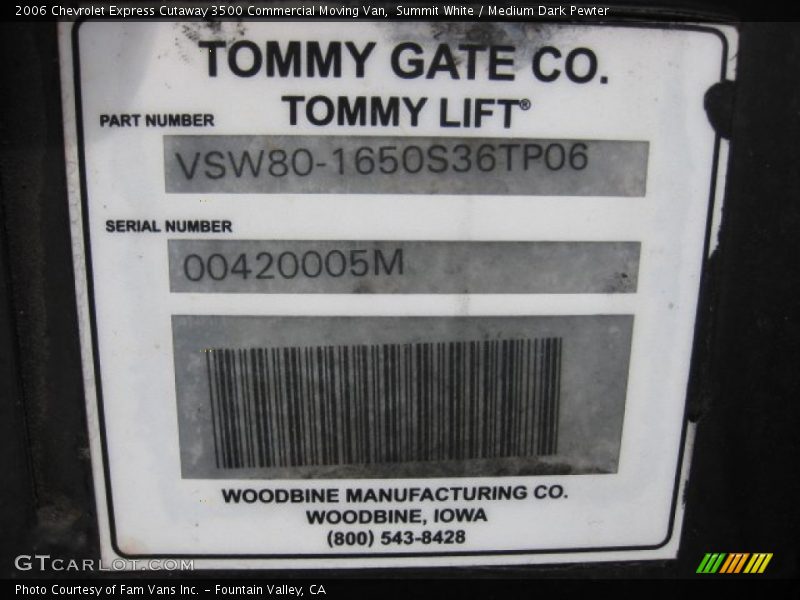 2006 Chevrolet Express Cutaway 3500 Commercial Moving Van, Summit White / Medium Dark Pewter
TOMMY GATE CO.
TOMMY LIFT®
PART NUMBER
VSW80-1650S36TP06
SERIAL NUMBER
00420005M
WOODBINE MANUFACTURING CO.
WOODBINE, IOWA
(800) 543-8428
GTCARLOT.COM
Photo Courtesy of Fam Vans Inc. - Fountain Valley, CA